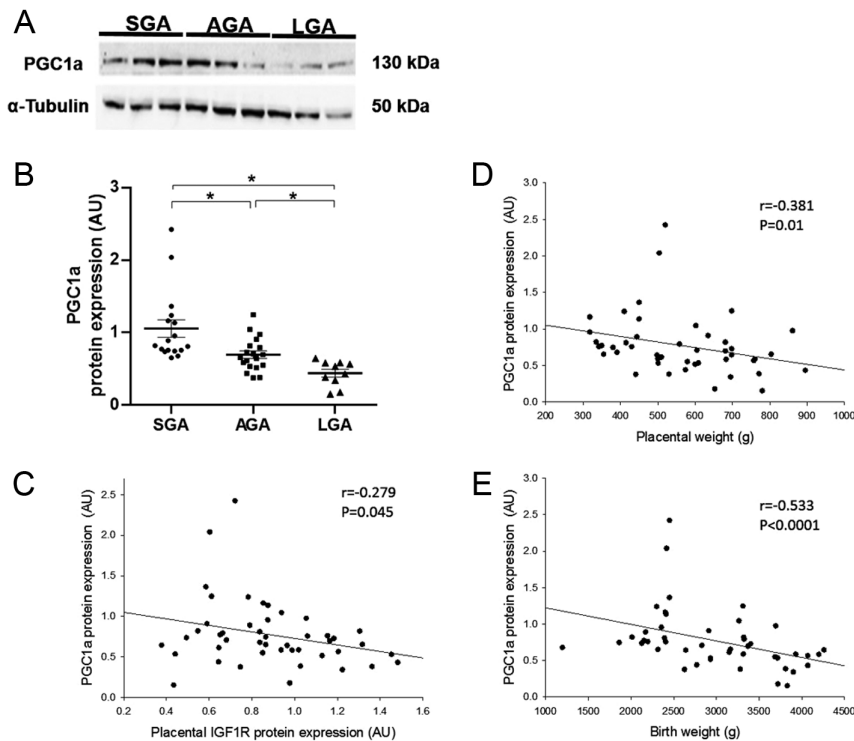 A
SGA AGA LGA
PGC1a 130 kDa
α-Tubulin 50 kDa
B
PGC1a
protein expression (AU)
3
2
1
0
* * *
SGA AGA LGA
C
PGC1a protein expression (AU)
2.5
2.0
1.5
1.0
0.5
0.0
r=-0.279
P=0.045
0.2 0.4 0.6 0.8 1.0 1.2 1.4 1.6
Placental IGF1R protein expression (AU)
D
PGC1a protein expression (AU)
3.0
2.5
2.0
1.5
1.0
0.5
0.0
r=-0.381
P=0.01
200 300 400 500 600 700 800 900 1000
Placental weight (g)
E
PGC1a protein expression (AU)
3.0
2.5
2.0
1.5
1.0
0.5
0.0
r=-0.533
P<0.0001
1000 1500 2000 2500 3000 3500 4000 4500
Birth weight (g)